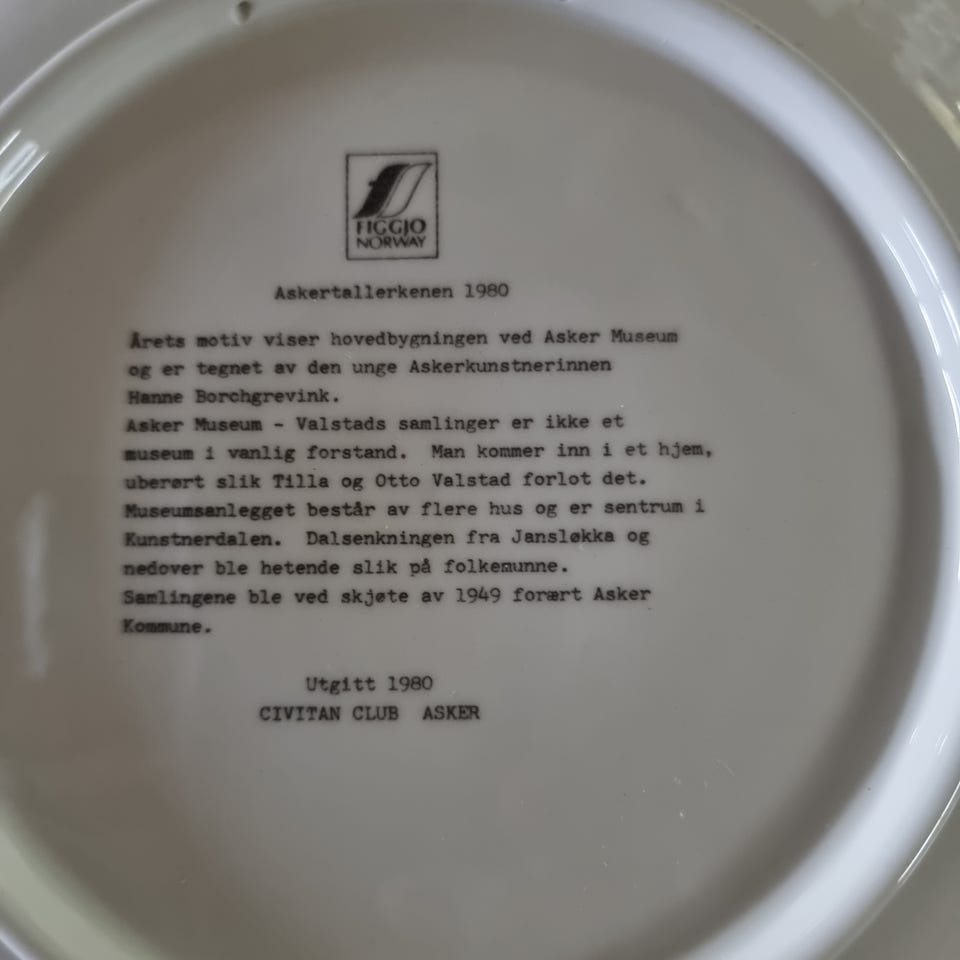 FIGGJO
NORWAY
Askertallerkenen 1980
Årets motiv viser hovedbygningen ved Asker Museum
og er tegnet av den unge Askerkunstnerinnen
Hanne Borchgrevink.
Asker Museum - Valstads samlinger er ikke et
museum i vanlig forstand. Man kommer inn i et hjem,
uberørt slik Tilla og Otto Valstad forlot det.
Museumsanlegget består av flere hus og er sentrum i
Kunstnerdalen. Dalsenkningen fra Jansløkka og
nedover ble hetende slik på folkemunne.
Samlingene ble ved skjøte av 1949 forært Asker
Kommune.
Utgitt 1980
CIVITAN CLUB ASKER